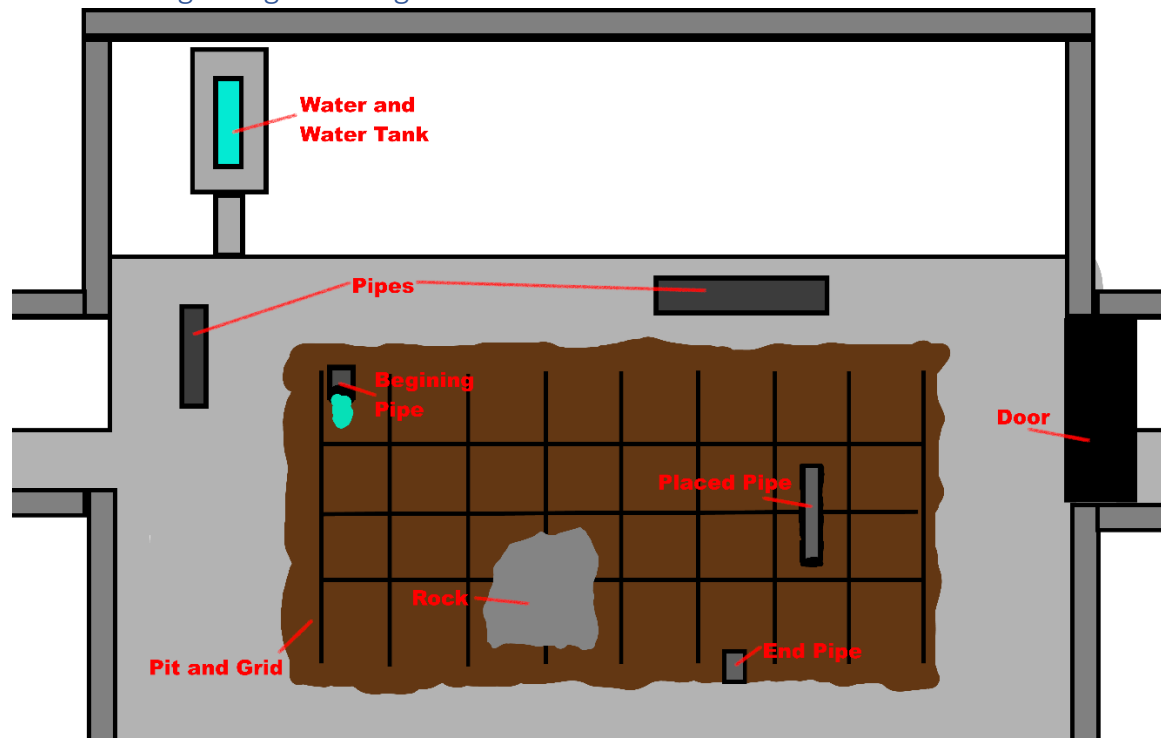 Water and
Water Tank
Pipes
Begining
Pipe
Door
Placed Pipe
Rock
End Pipe
Pit and Grid